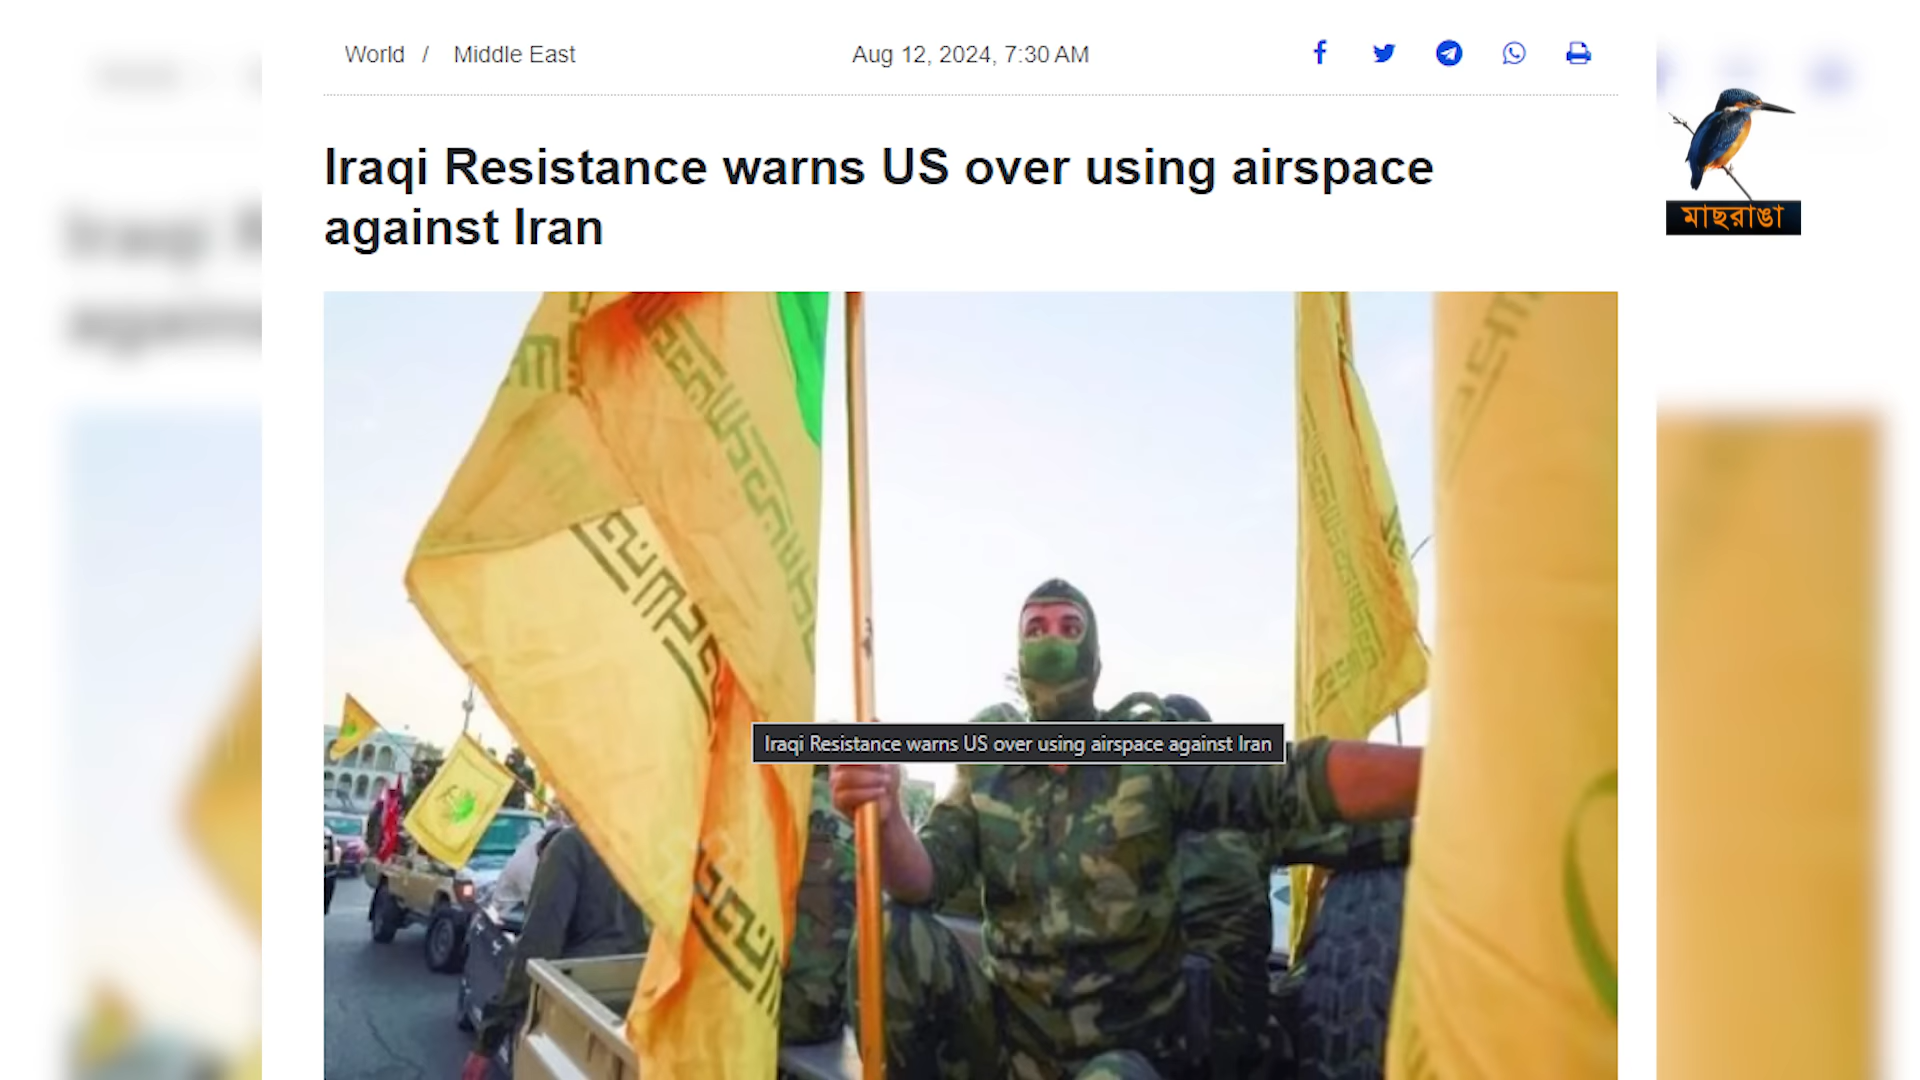 World / Middle East
Aug 12, 2024, 7:30 AM
Iraqi Resistance warns US over using airspace
against Iran
Iraqi Resistance warns US over using airspace against Iran
মাছরাঙা